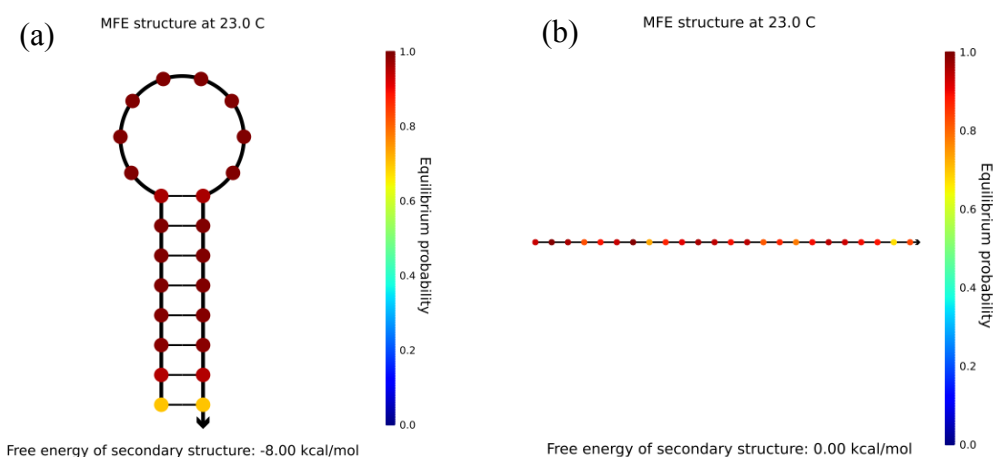 (a)
MFE structure at 23.0 C
1.0
0.8
0.6
0.4
0.2
0.0
Equilibrium probability
Free energy of secondary structure: -8.00 kcal/mol
(b)
MFE structure at 23.0 C
1.0
0.8
0.6
0.4
0.2
0.0
Equilibrium probability
Free energy of secondary structure: 0.00 kcal/mol